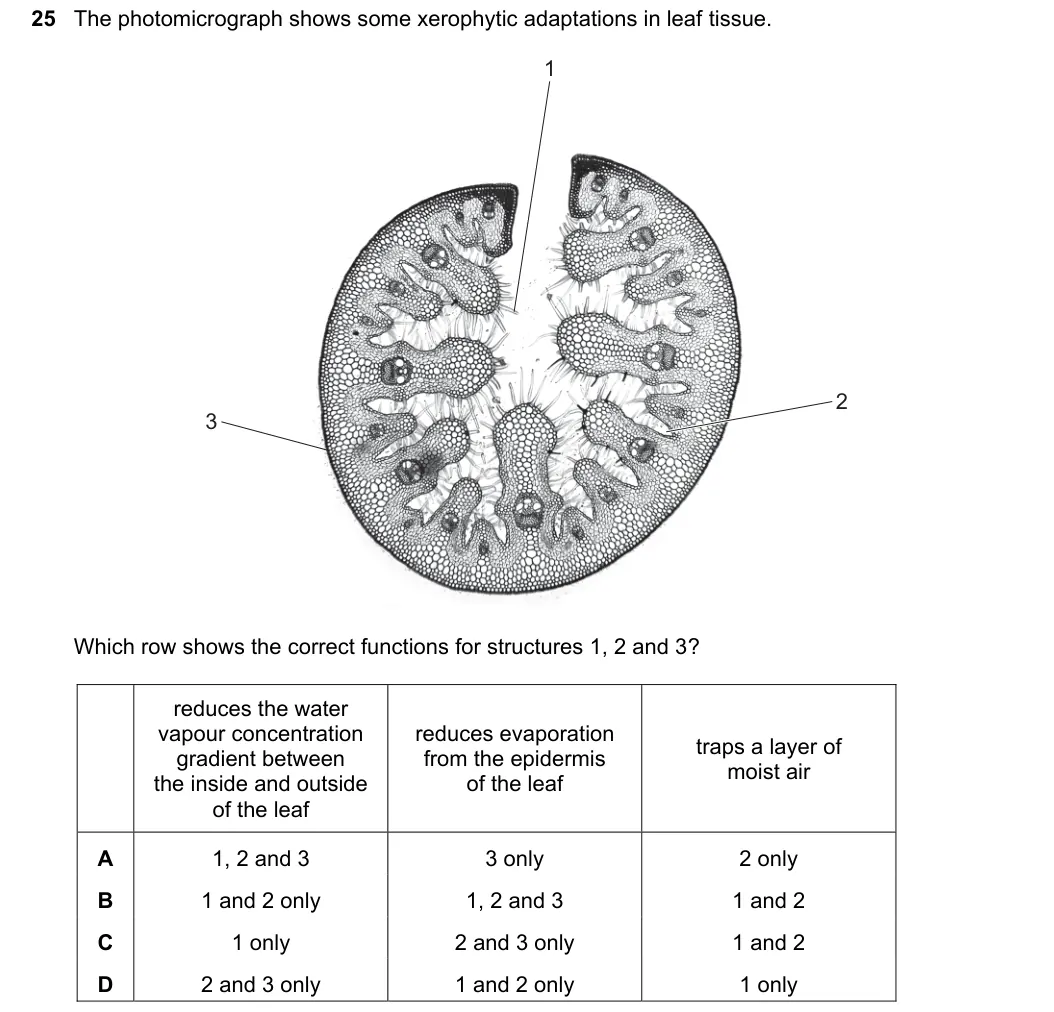 25 The photomicrograph shows some xerophytic adaptations in leaf tissue.
1
2
3
Which row shows the correct functions for structures 1, 2 and 3?
reduces the water
vapour concentration
gradient between
the inside and outside
of the leaf
reduces evaporation
from the epidermis
of the leaf
traps a layer of
moist air
A 1, 2 and 3 3 only 2 only
B 1 and 2 only 1, 2 and 3 1 and 2
C 1 only 2 and 3 only 1 and 2
D 2 and 3 only 1 and 2 only 1 only